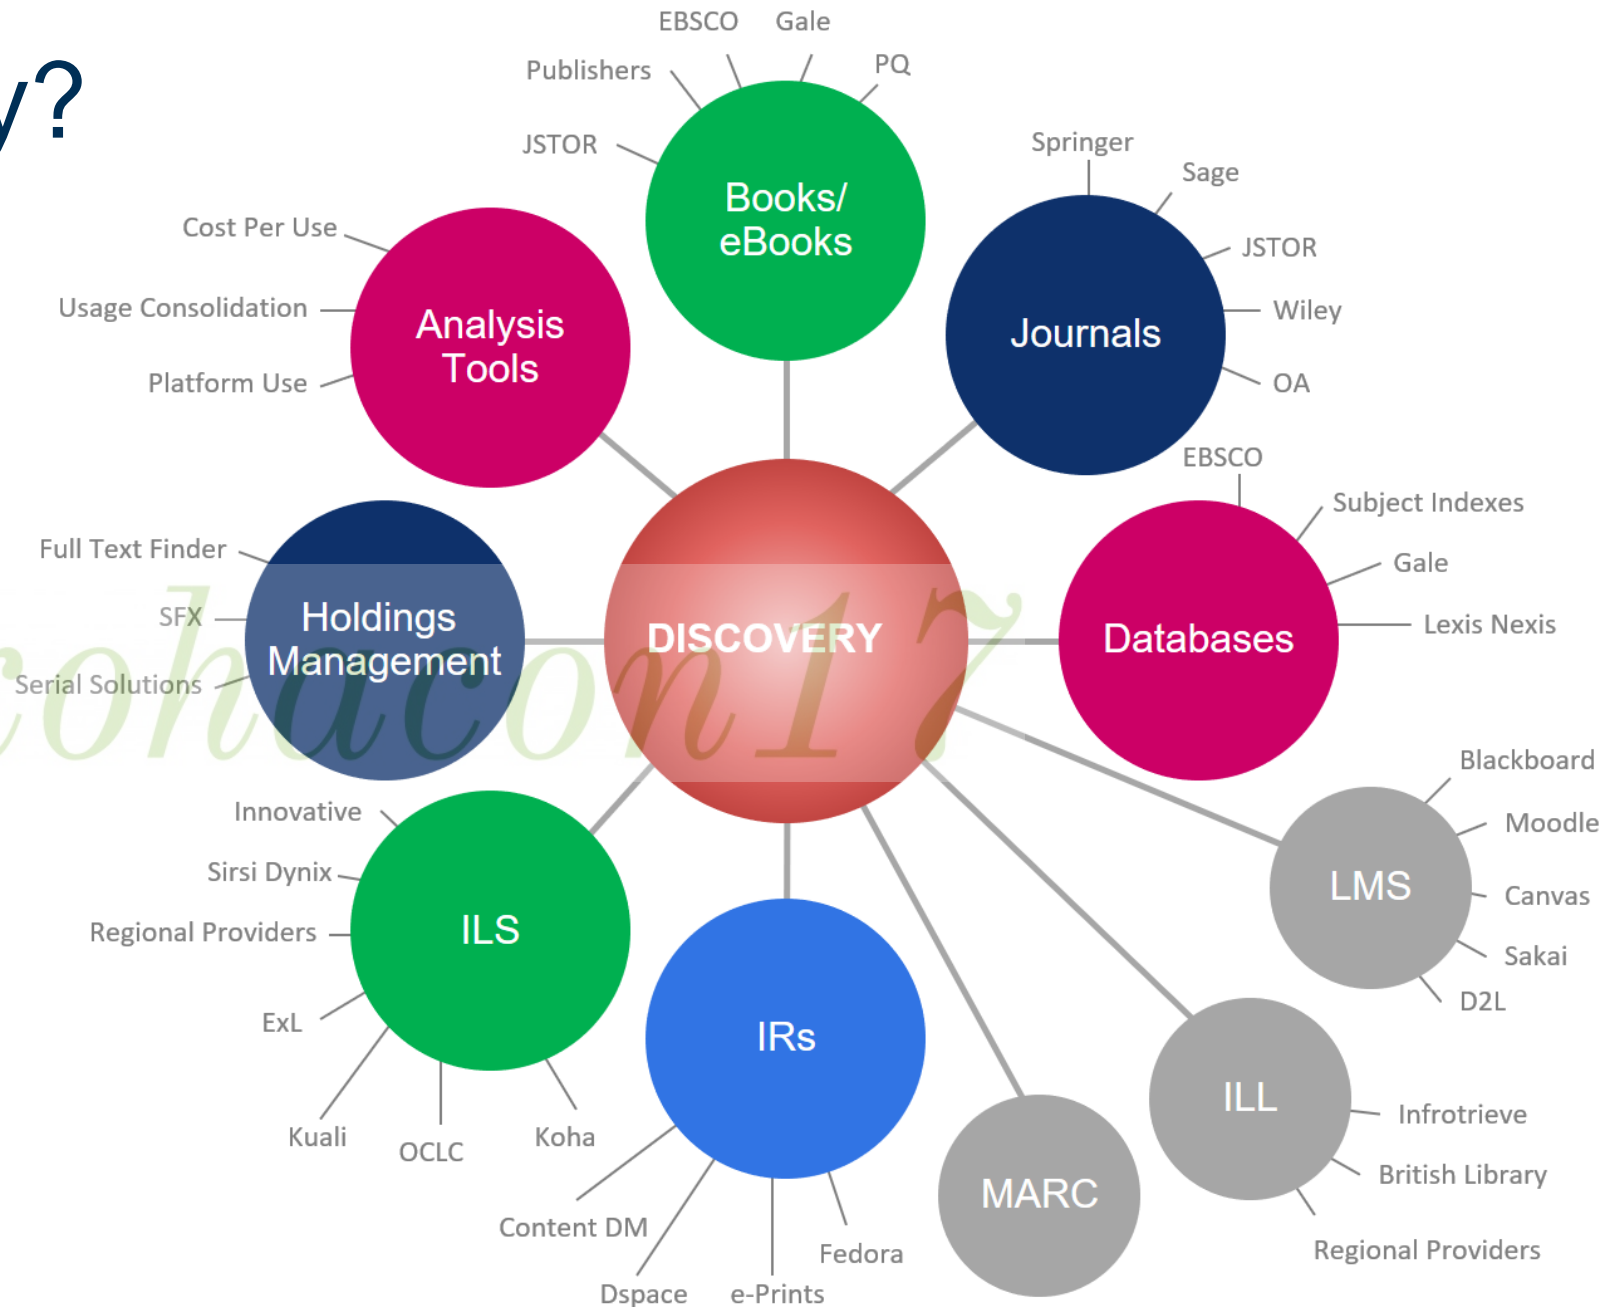 y?
EBSCO
Gale
Publishers
PQ
JSTOR
Books/
eBooks
Springer
Sage
JSTOR
Wiley
OA
Journals
Cost Per Use
Usage Consolidation
Platform Use
Analysis
Tools
EBSCO
Subject Indexes
Gale
Lexis Nexis
Databases
Full Text Finder
SFX
Serial Solutions
Holdings
Management
DISCOVERY
cohacon17
Blackboard
Moodle
Canvas
Sakai
D2L
LMS
Innovative
Sirsi Dynix
Regional Providers
ExL
Kuali
OCLC
Koha
ILS
IRs
Content DM
Dspace
e-Prints
Fedora
MARC
ILL
Infrotrieve
British Library
Regional Providers